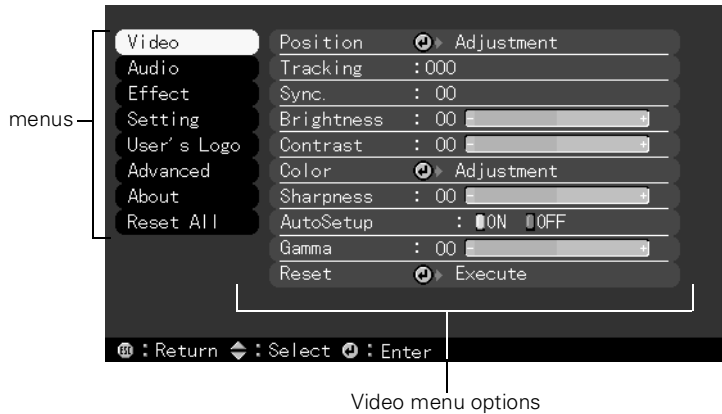 menus
Video
Audio
Effect
Setting
User's Logo
Advanced
About
Reset All
Position Adjustment
Tracking :000
Sync. : 00
Brightness : 00 - +
Contrast : 00 - +
Color Adjustment
Sharpness : 00 - +
AutoSetup : ON OFF
Gamma : 00 - +
Reset Execute
ESC : Return : Select : Enter
Video menu options